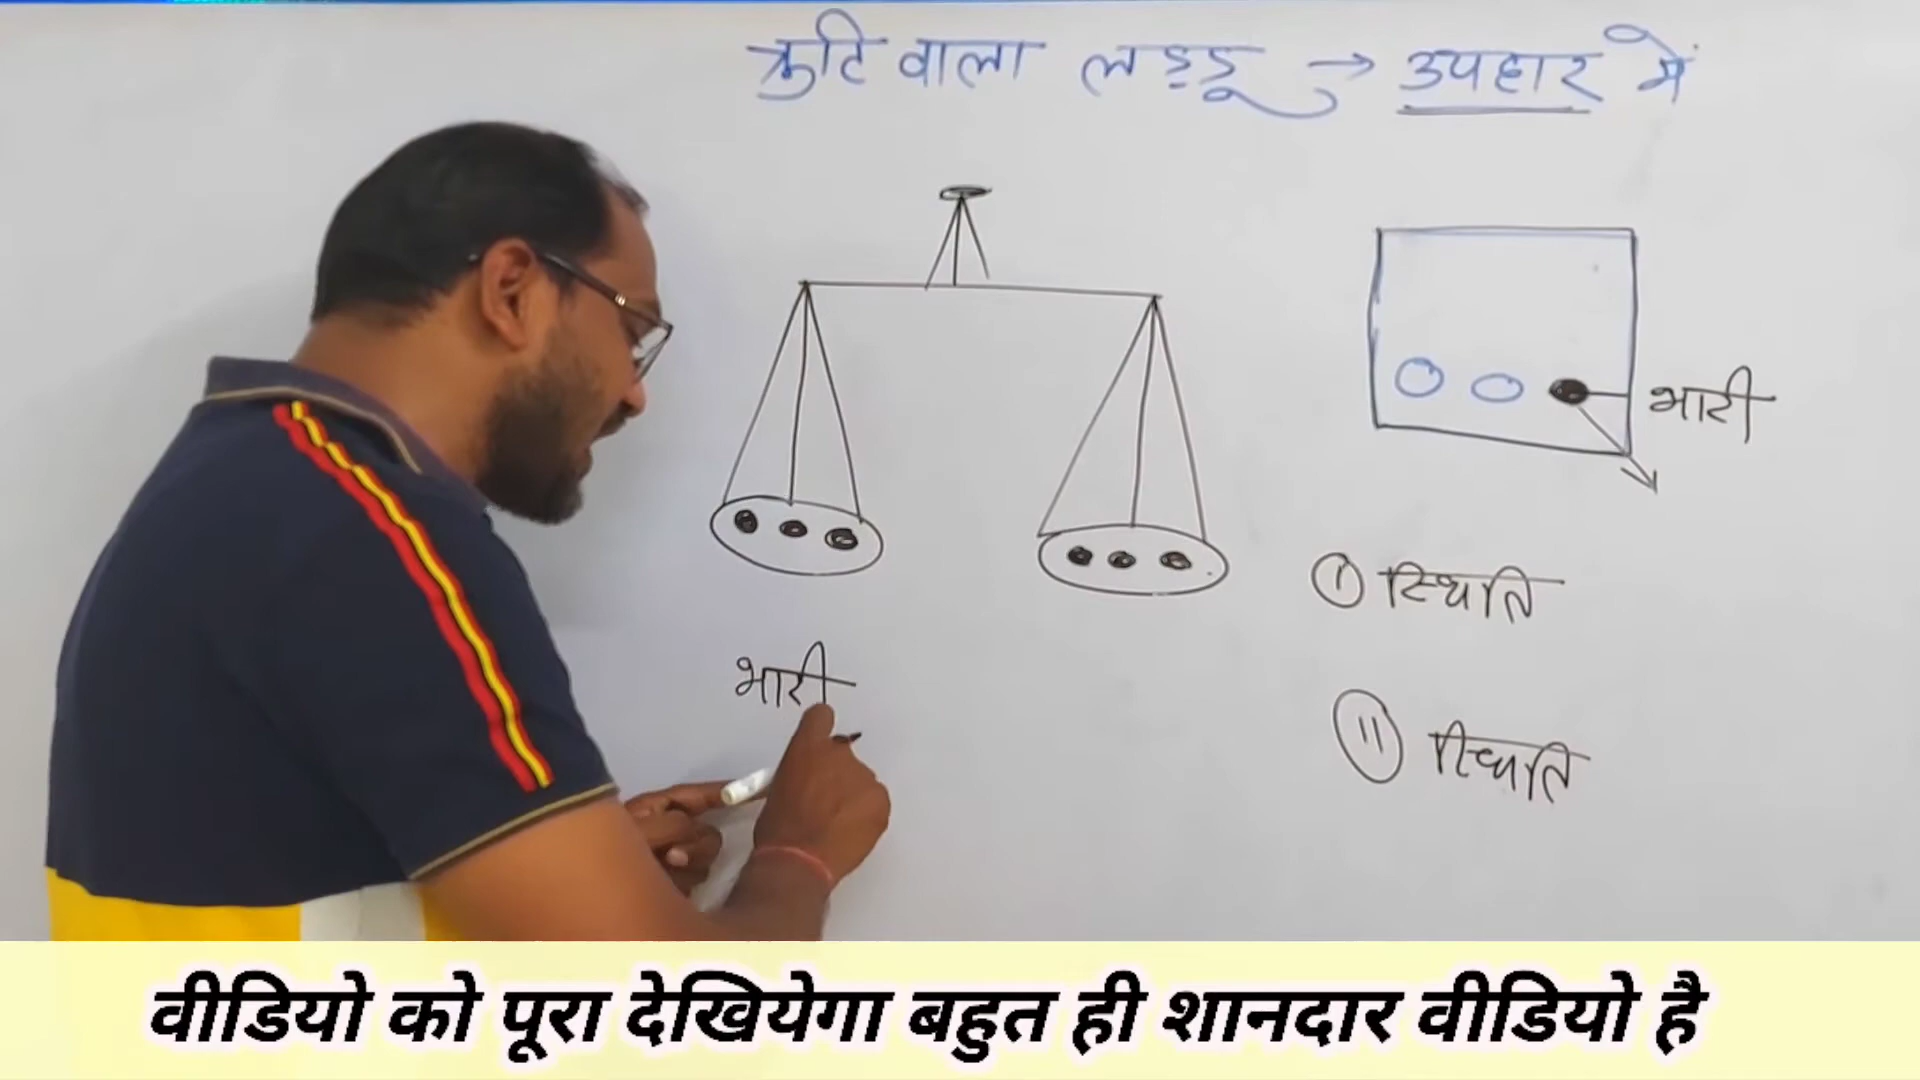 त्रुटि वाला लड्डू → उपहार में
भारी
I स्थिति
भारी
II स्थिति
वीडियो को पूरा देखियेगा बहुत ही शानदार वीडियो है